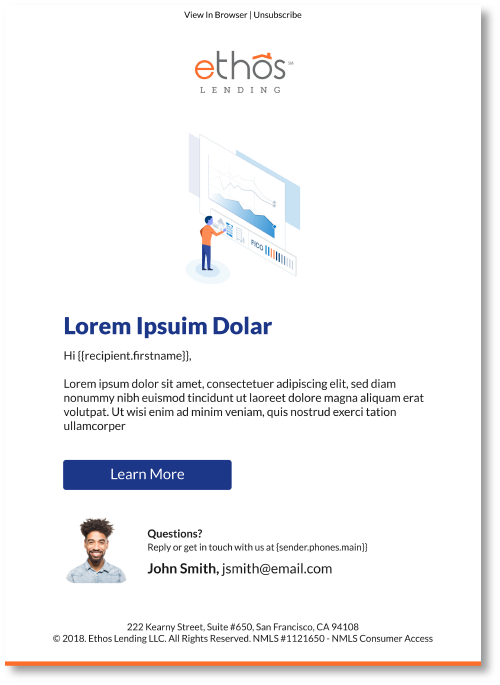 View In Browser | Unsubscribe
ethos SM
LENDING
FICO
Lorem Ipsuim Dolar
Hi {{recipient.firstname}},
Lorem ipsum dolor sit amet, consectetuer adipiscing elit, sed diam
nonummy nibh euismod tincidunt ut laoreet dolore magna aliquam erat
volutpat. Ut wisi enim ad minim veniam, quis nostrud exerci tation
ullamcorper
Learn More
Questions?
Reply or get in touch with us at {sender.phones.main}}
John Smith, jsmith@email.com
222 Kearny Street, Suite #650, San Francisco, CA 94108
© 2018. Ethos Lending LLC. All Rights Reserved. NMLS #1121650 - NMLS Consumer Access